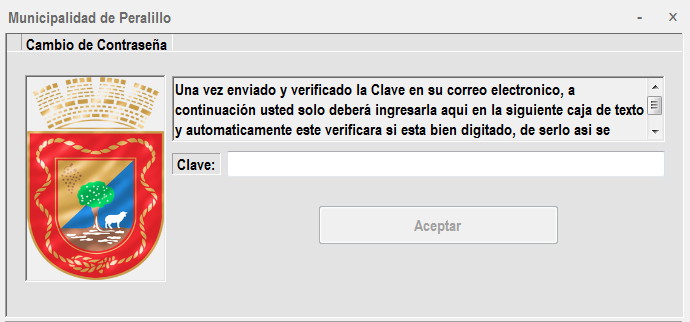 Municipalidad de Peralillo
Cambio de Contraseña
Una vez enviado y verificado la Clave en su correo electronico, a
continuación usted solo deberá ingresarla aqui en la siguiente caja de texto
y automaticamente este verificara si esta bien digitado, de serlo asi se
Clave:
Aceptar